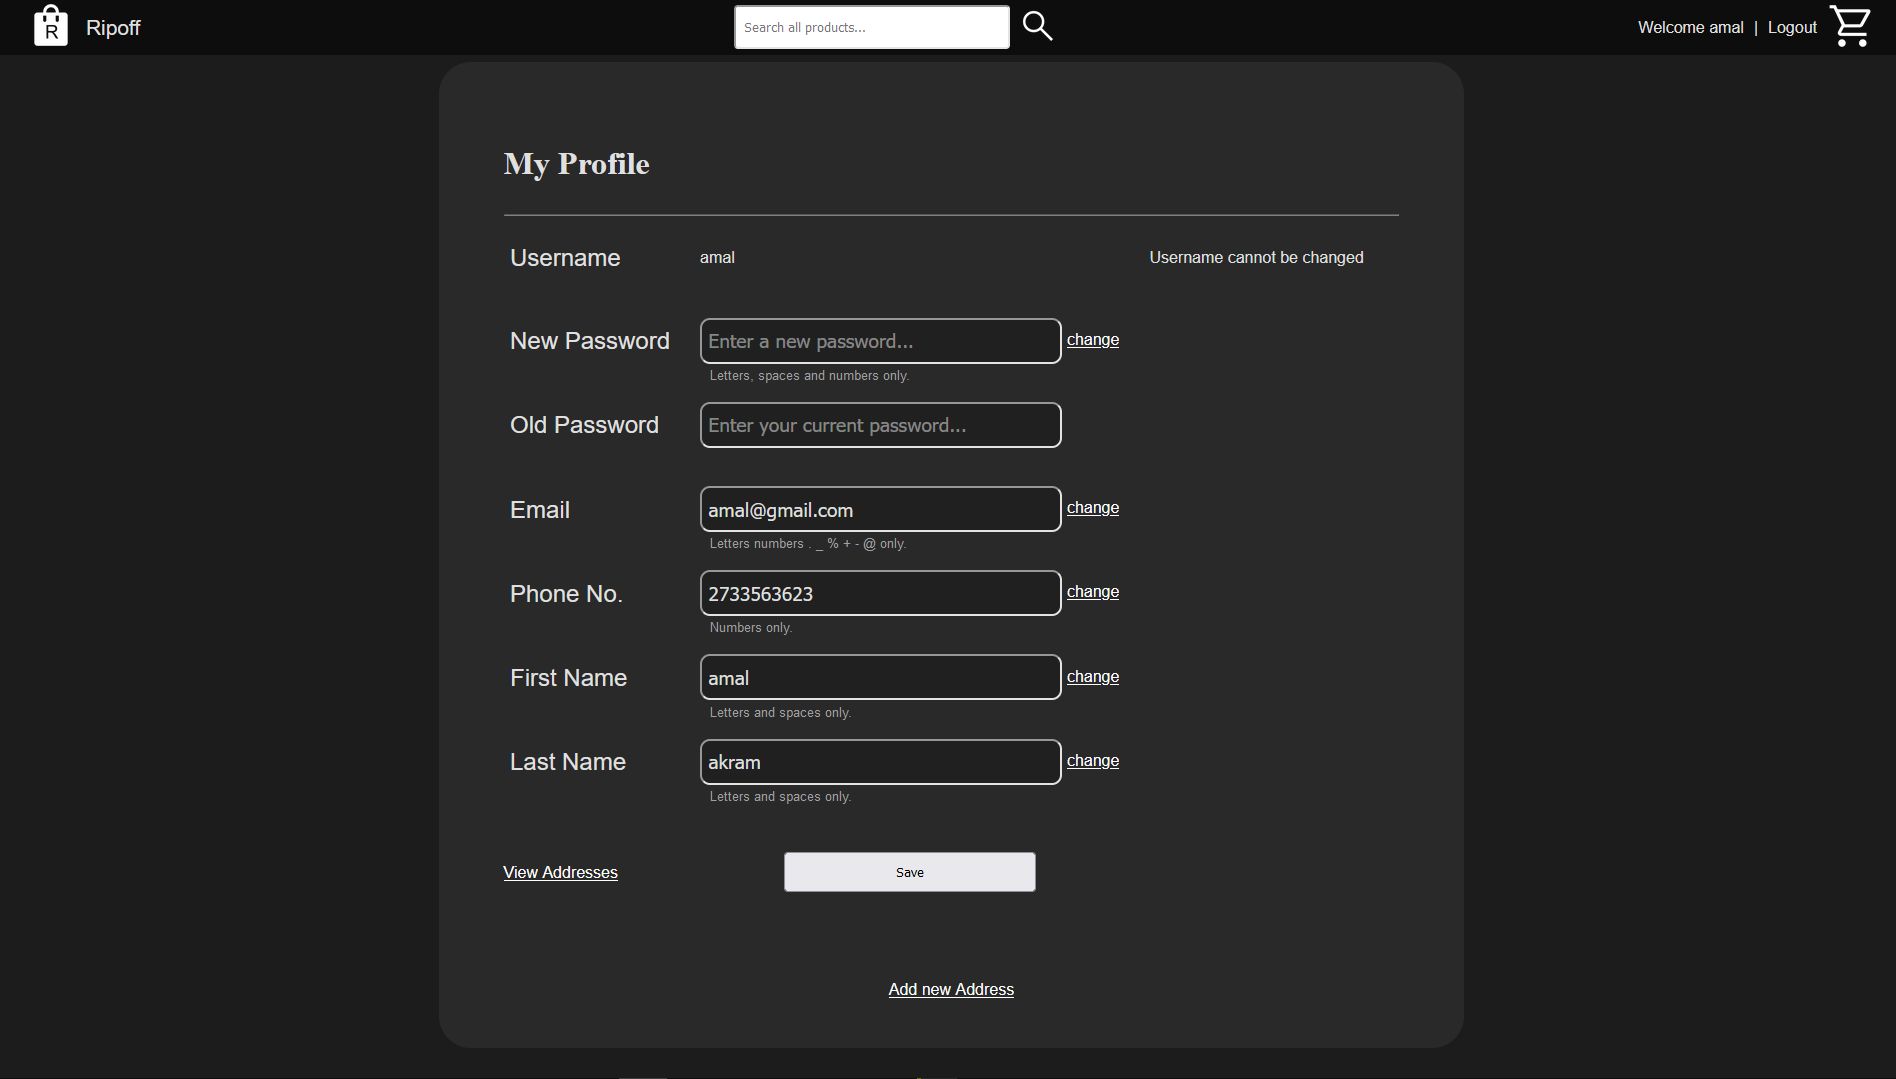 R Ripoff
Search all products...
Welcome amal | Logout
My Profile
Username amal Username cannot be changed
New Password Enter a new password... change
Letters, spaces and numbers only.
Old Password Enter your current password...
Email amal@gmail.com change
Letters numbers . _ % + - @ only.
Phone No. 2733563623 change
Numbers only.
First Name amal change
Letters and spaces only.
Last Name akram change
Letters and spaces only.
View Addresses Save
Add new Address